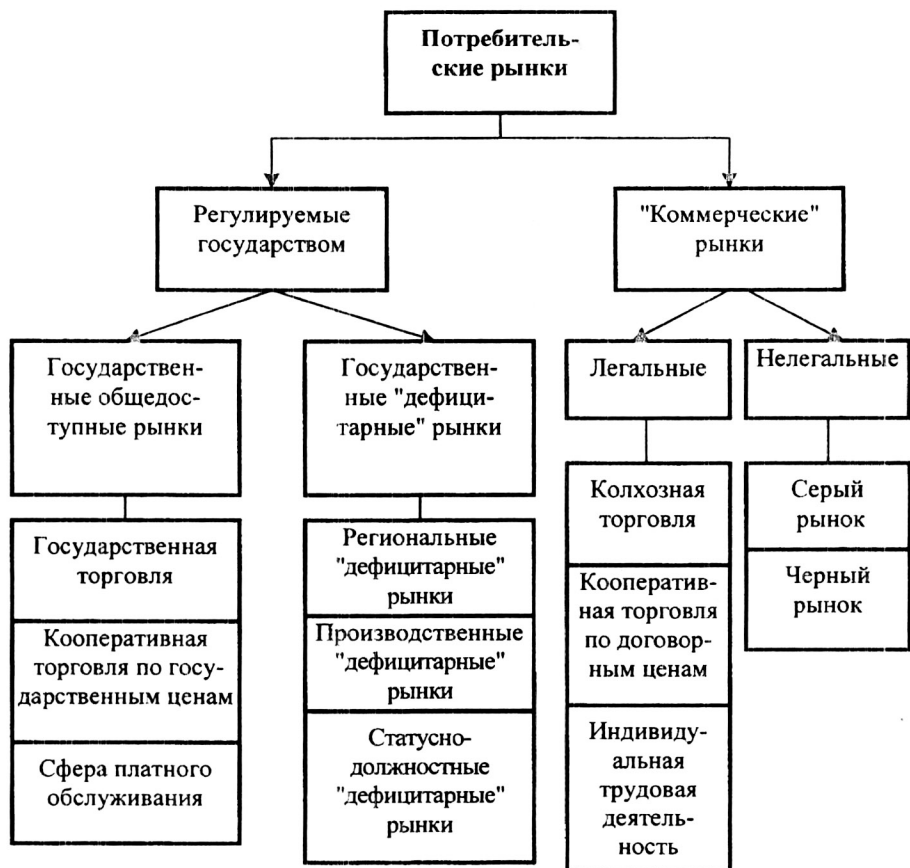 Потребитель-
ские рынки
Регулируемые
государством
"Коммерческие"
рынки
Государствен-
ные общедос-
тупные рынки
Государствен-
ные "дефици-
тарные" рынки
Легальные
Нелегальные
Государственная
торговля
Кооперативная
торговля по госу-
дарственным ценам
Сфера платного
обслуживания
Региональные
"дефицитарные"
рынки
Производственные
"дефицитарные"
рынки
Статусно-
должностные
"дефицитарные"
рынки
Колхозная
торговля
Кооператив-
ная торговля
по договор-
ным ценам
Индивиду-
альная
трудовая
деятель-
ность
Серый
рынок
Черный
рынок